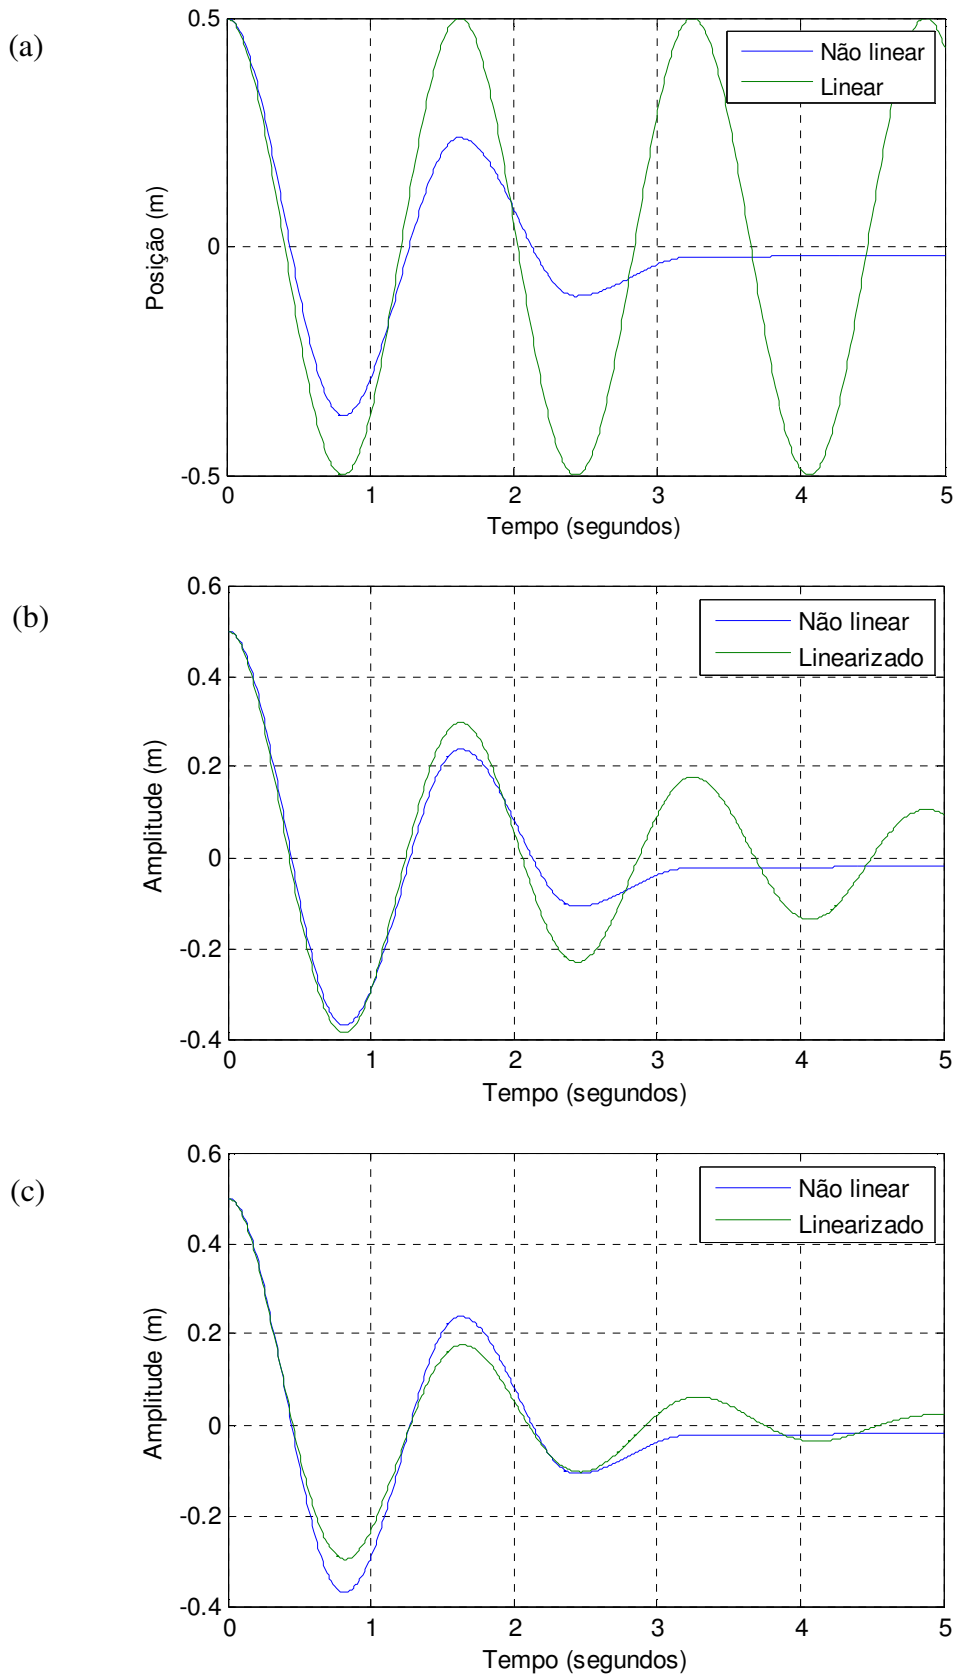 (a)
0.5
0
-0.5
Posição (m)
Não linear
Linear
0 1 2 3 4 5
Tempo (segundos)
(b)
0.6
0.4
0.2
0
-0.2
-0.4
Amplitude (m)
Não linear
Linearizado
0 1 2 3 4 5
Tempo (segundos)
(c)
0.6
0.4
0.2
0
-0.2
-0.4
Amplitude (m)
Não linear
Linearizado
0 1 2 3 4 5
Tempo (segundos)